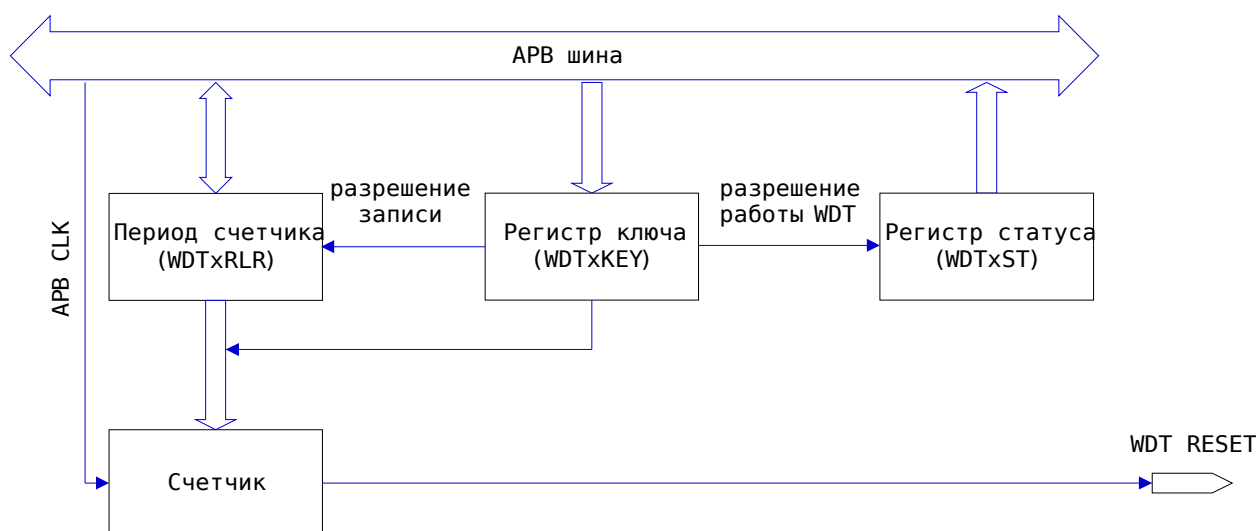 APB шина
разрешение
записи
разрешение
работы WDT
Период счетчика
(WDTxRLR)
Регистр ключа
(WDTxKEY)
Регистр статуса
(WDTxST)
APB CLK
WDT RESET
Счетчик